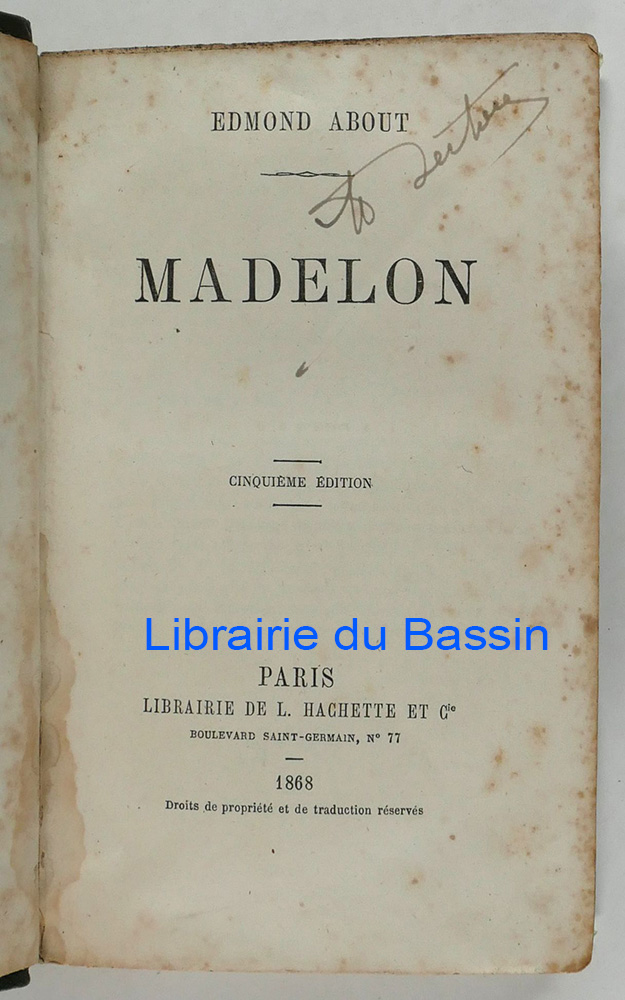 EDMOND ABOUT
MADELON
CINQUIÈME ÉDITION
Librairie du Bassin
PARIS
LIBRAIRIE DE L. HACHETTE ET Cie
BOULEVARD SAINT-GERMAIN, Nº 77
1868
Droits de propriété et de traduction réservés